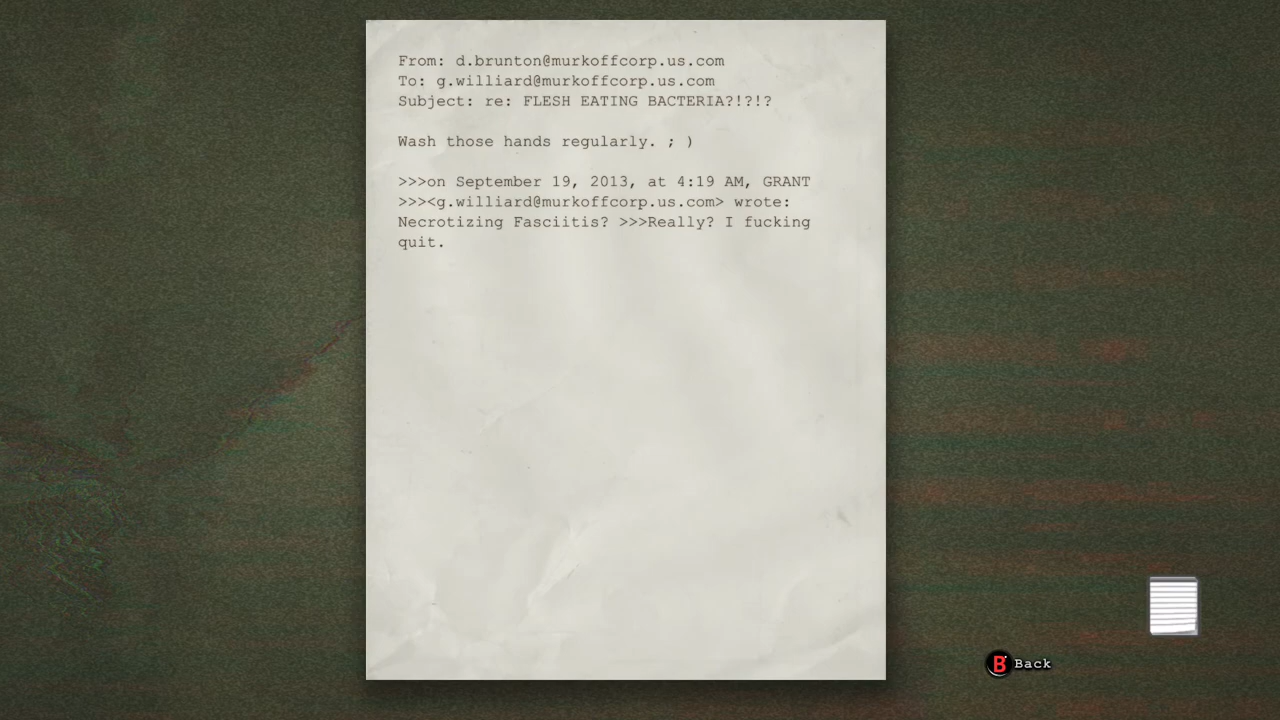 From: d.brunton@murkoffcorp.us.com
To: g.williard@murkoffcorp.us.com
Subject: re: FLESH EATING BACTERIA?!?!?
Wash those hands regularly. ; )
>>>on September 19, 2013, at 4:19 AM, GRANT
>>><g.williard@murkoffcorp.us.com> wrote:
Necrotizing Fasciitis? >>>Really? I fucking
quit.
B Back